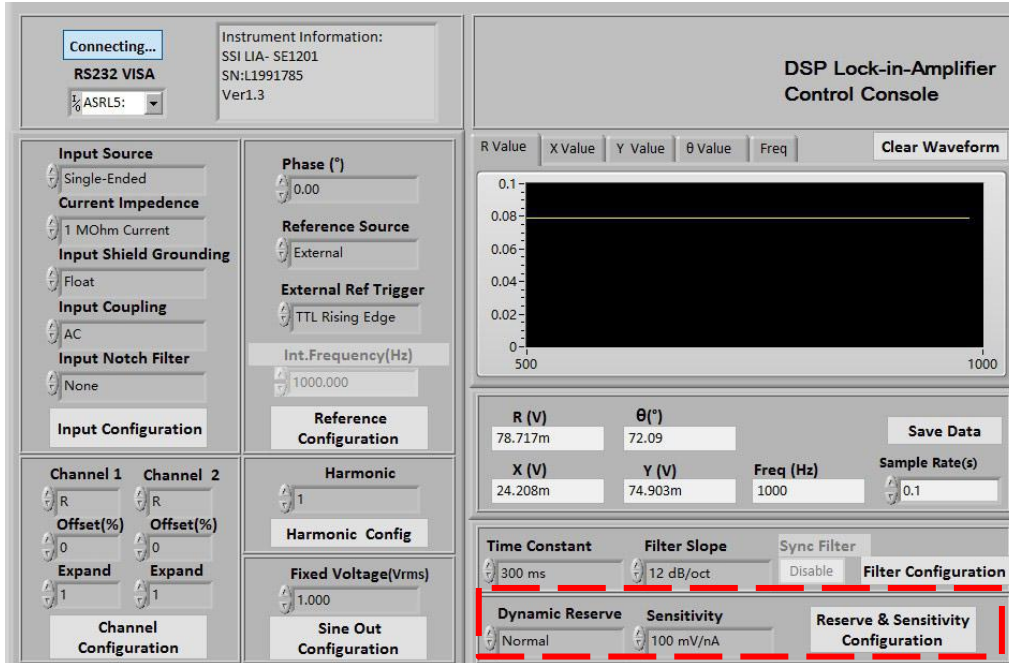 Connecting...
RS232 VISA
I/0 ASRL5:
Instrument Information:
SSI LIA- SE1201
SN:L1991785
Ver1.3
DSP Lock-in-Amplifier
Control Console
Input Source
Single-Ended
Current Impedence
1 MOhm Current
Input Shield Grounding
Float
Input Coupling
AC
Input Notch Filter
None
Input Configuration
Phase (°)
0.00
Reference Source
External
External Ref Trigger
TTL Rising Edge
Int.Frequency(Hz)
1000.000
Reference
Configuration
R Value X Value Y Value θ Value Freq Clear Waveform
0.1
0.08
0.06
0.04
0.02
0
500 1000
R (V) θ(°)
78.717m 72.09 Save Data
X (V) Y (V) Freq (Hz) Sample Rate(s)
24.208m 74.903m 1000 0.1
Channel 1 Channel 2
R R
Offset(%) Offset(%)
0 0
Expand Expand
1 1
Channel
Configuration
Harmonic
1
Harmonic Config
Fixed Voltage(Vrms)
1.000
Sine Out
Configuration
Time Constant Filter Slope Sync Filter
300 ms 12 dB/oct Disable Filter Configuration
Dynamic Reserve Sensitivity Reserve & Sensitivity
Normal 100 mV/nA Configuration